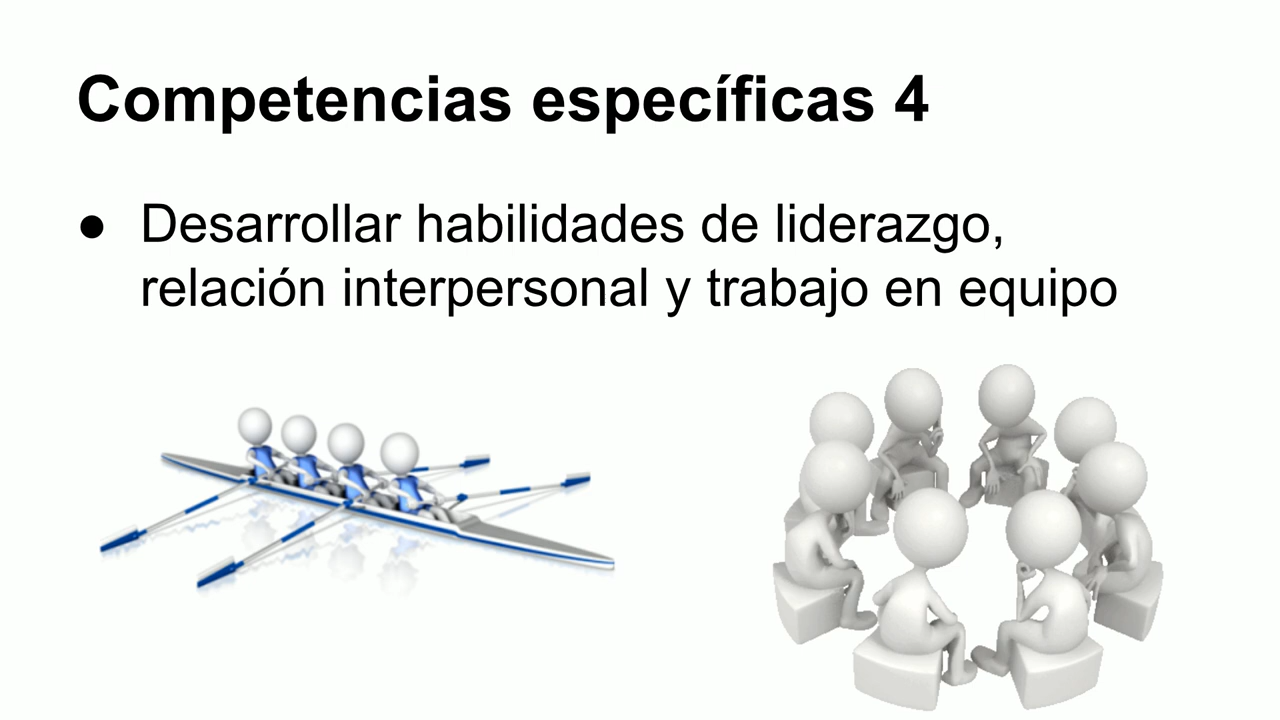 Competencias específicas 4
● Desarrollar habilidades de liderazgo,
relación interpersonal y trabajo en equipo